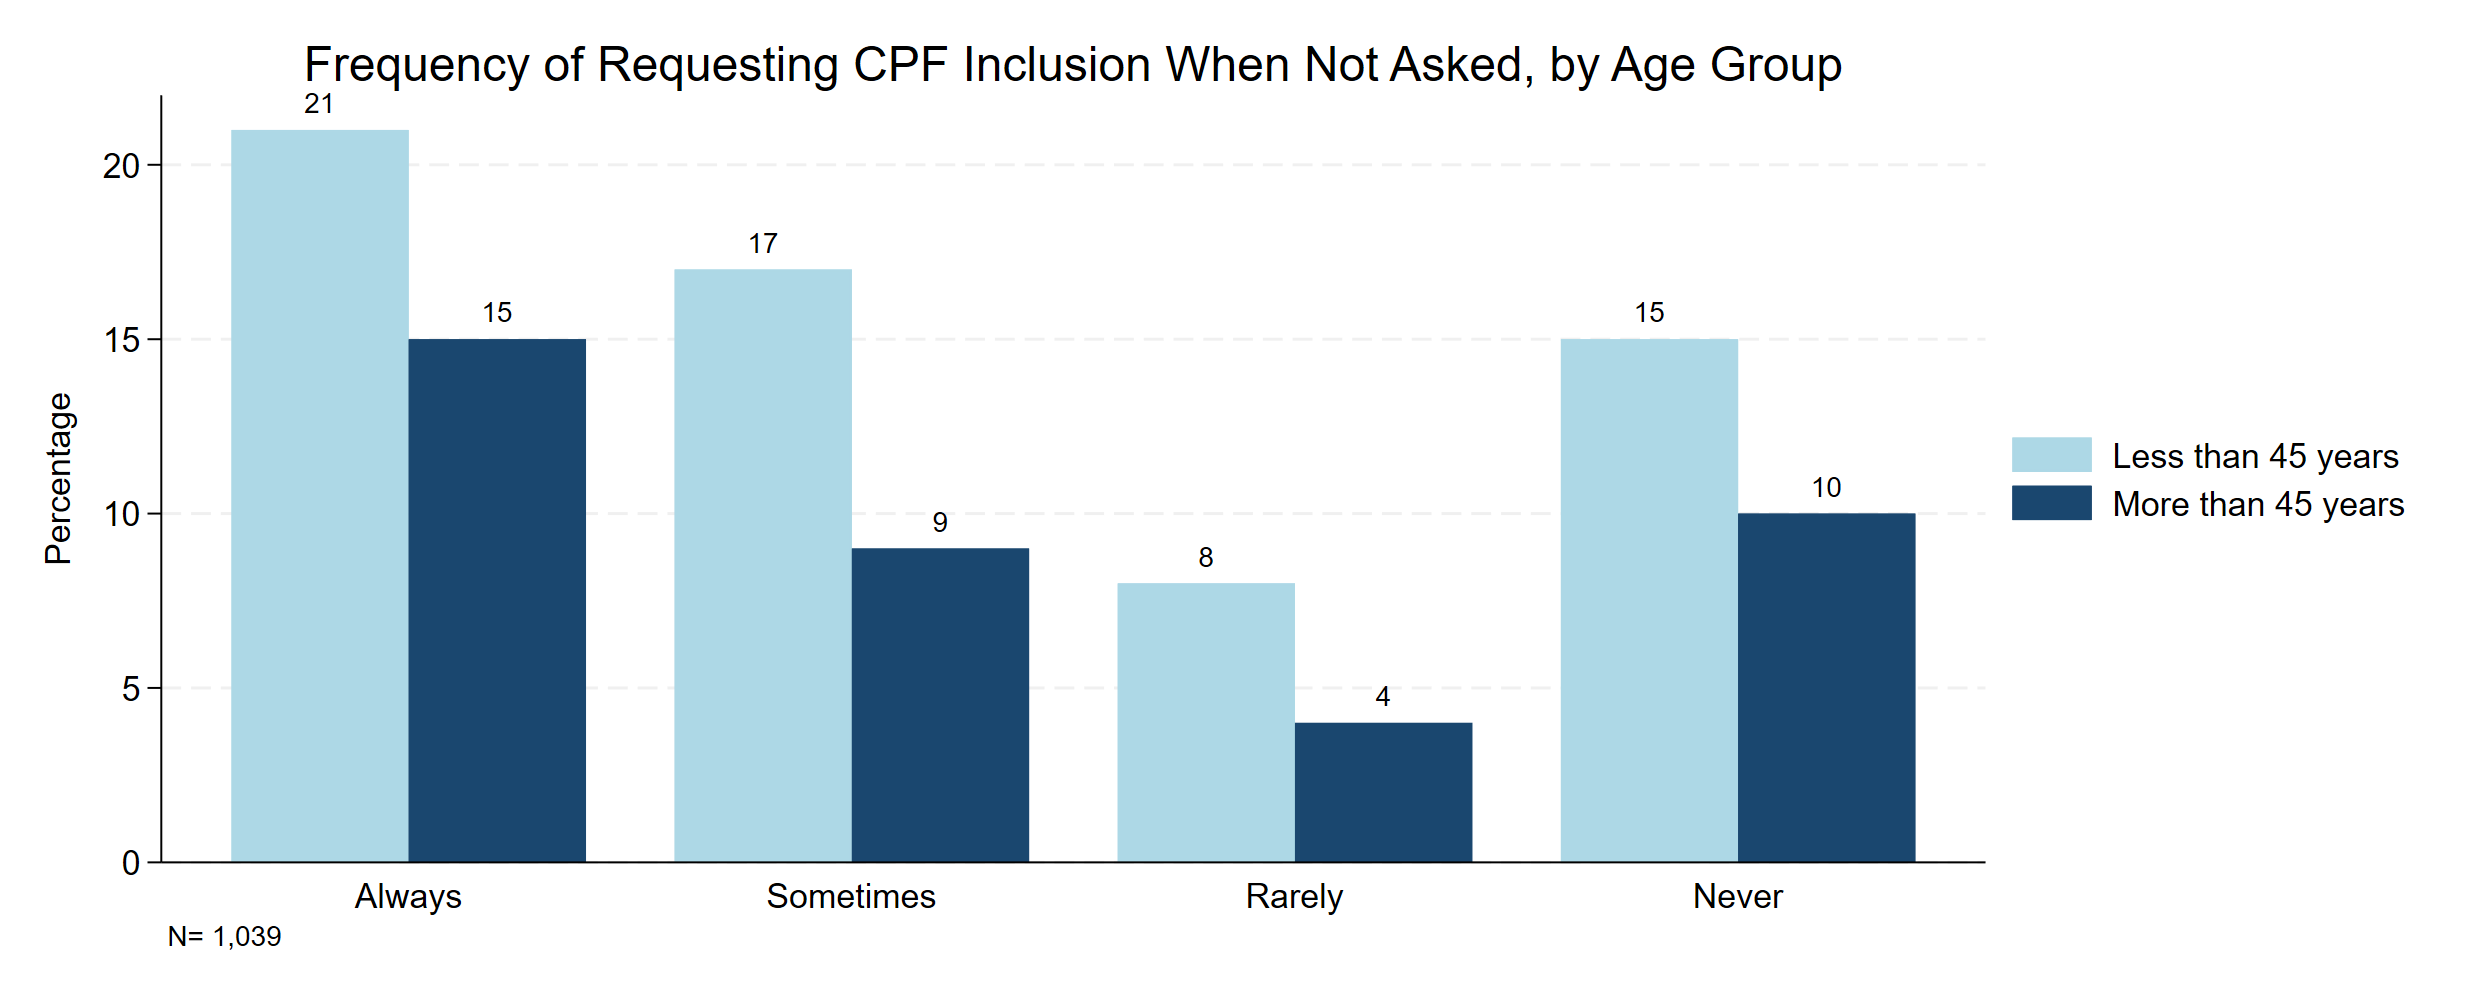 Frequency of Requesting CPF Inclusion When Not Asked, by Age Group
Percentage
20
15
10
5
0
21
15
17
9
8
4
15
10
Always
Sometimes
Rarely
Never
Less than 45 years
More than 45 years
N= 1,039